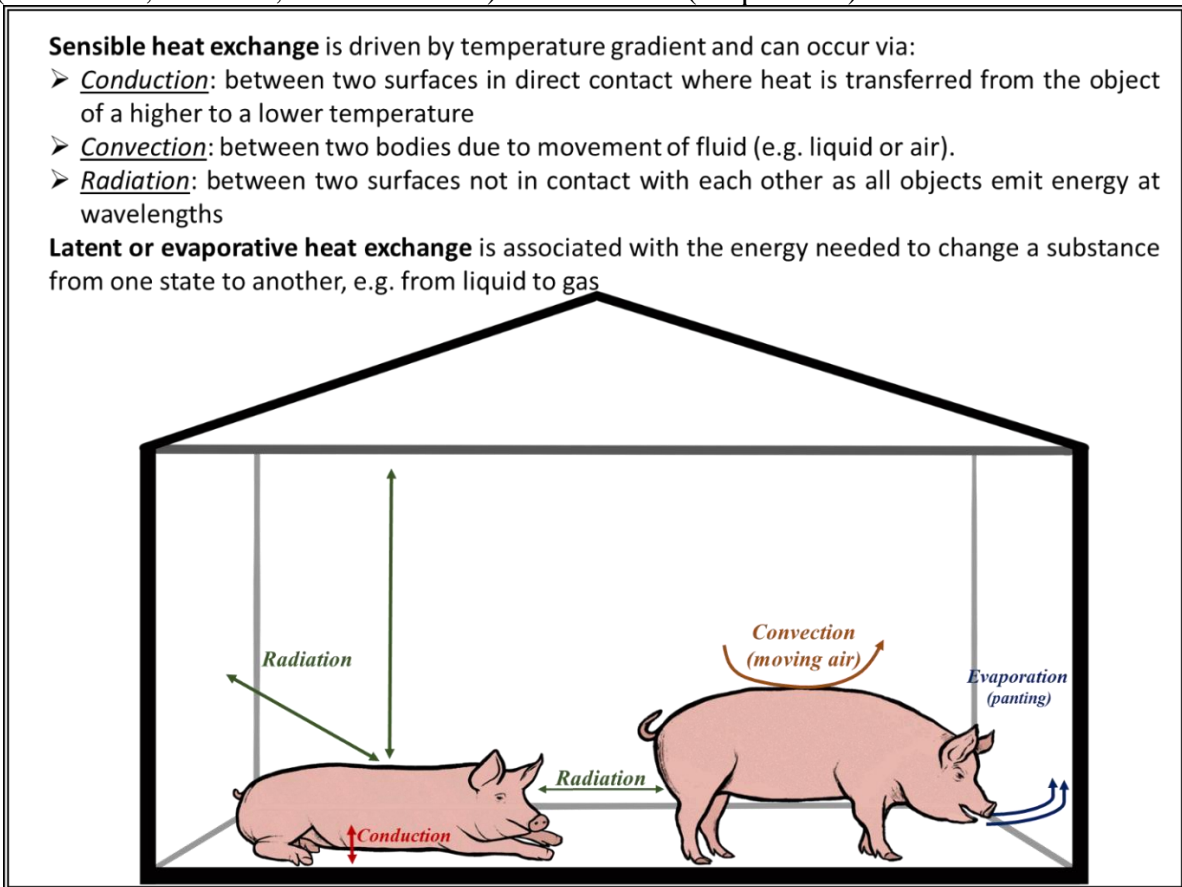 Sensible heat exchange is driven by temperature gradient and can occur via:
➢ Conduction: between two surfaces in direct contact where heat is transferred from the object
of a higher to a lower temperature
➢ Convection: between two bodies due to movement of fluid (e.g. liquid or air).
➢ Radiation: between two surfaces not in contact with each other as all objects emit energy at
wavelengths
Latent or evaporative heat exchange is associated with the energy needed to change a substance
from one state to another, e.g. from liquid to gas
Convection
(moving air)
Radiation
Evaporation
(panting)
Radiation
Conduction